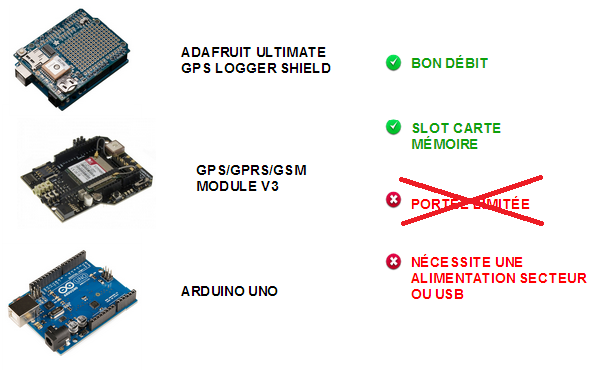 ADAFRUIT ULTIMATE
GPS LOGGER SHIELD
BON DÉBIT
SLOT CARTE
MÉMOIRE
GPS/GPRS/GSM
MODULE V3
PORTÉE LIMITÉE
NÉCESSITE UNE
ALIMENTATION SECTEUR
OU USB
ARDUINO UNO